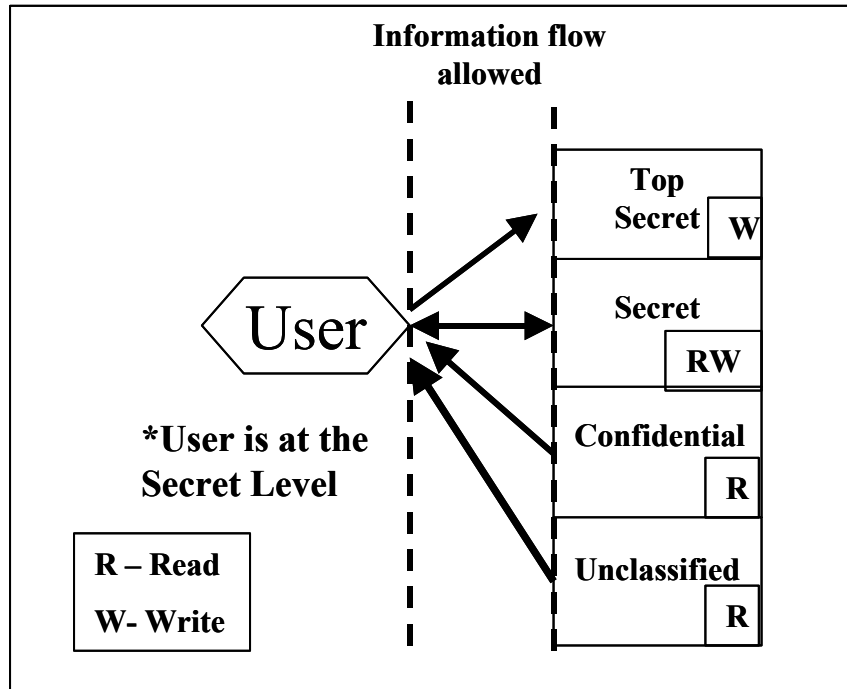 Information flow
allowed
Top
Secret
W
User
Secret
RW
*User is at the
Secret Level
Confidential
R
R – Read
W- Write
Unclassified
R